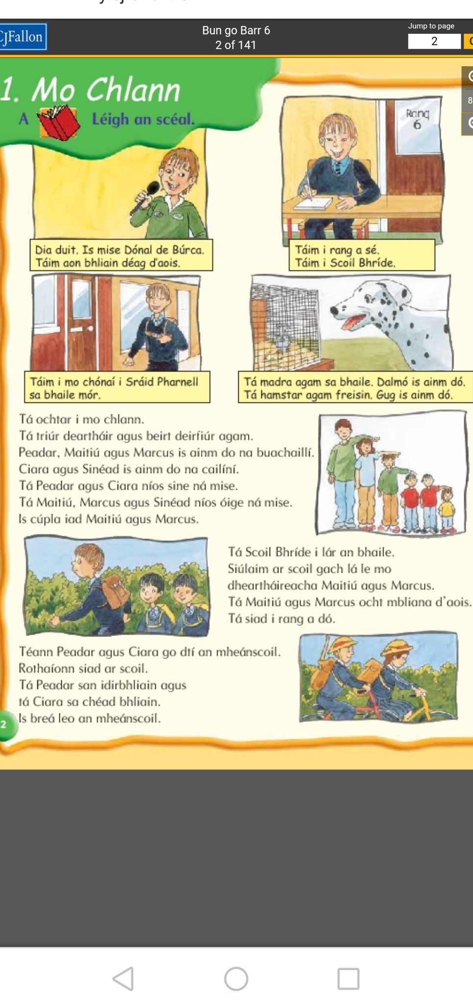 CJFallon
Bun go Barr 6
2 of 141
Jump to page
2
1. Mo Chlann
A Léigh an scéal.
Rang
6
8
Dia duit. Is mise Dónal de Búrca.
Táim aon bhliain déag d'aois.
Táim i rang a sé.
Táim i Scoil Bhríde.
Táim i mo chónaí i Sráid Pharnell
sa bhaile mór.
Tá madra agam sa bhaile. Dalmó is ainm dó.
Tá hamstar agam freisin. Gug is ainm dó.
Tá ochtar i mo chlann.
Tá triúr deartháir agus beirt deirfiúr agam.
Peadar, Maitiú agus Marcus is ainm do na buachaillí.
Ciara agus Sinéad is ainm do na cailíní.
Tá Peadar agus Ciara níos sine ná mise.
Tá Maitiú, Marcus agus Sinéad níos óige ná mise.
Is cúpla iad Maitiú agus Marcus.
Tá Scoil Bhríde i lár an bhaile.
Siúlaim ar scoil gach lá le mo
dheartháireacha Maitiú agus Marcus.
Tá Maitiú agus Marcus ocht mbliana d'aois.
Tá siad i rang a dó.
Téann Peadar agus Ciara go dtí an mheánscoil.
Rothaíonn siad ar scoil.
Tá Peadar san idirbhliain agus
tá Ciara sa chéad bhliain.
Is breá leo an mheánscoil.
2